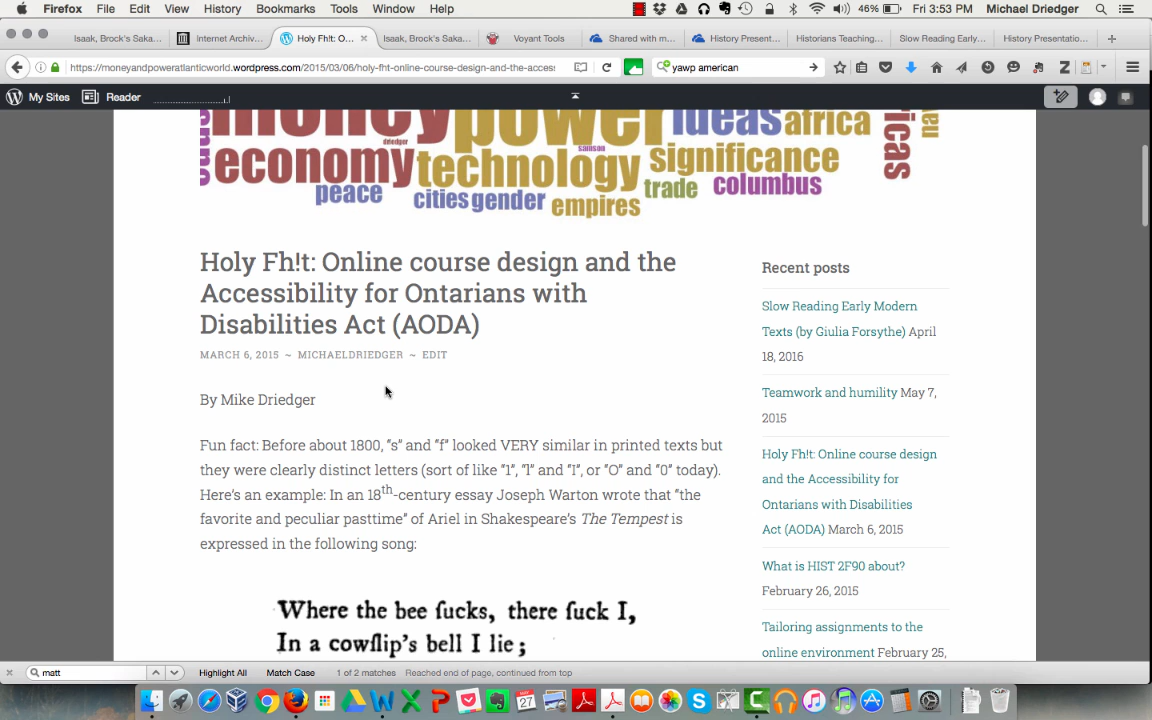 Firefox File Edit View History Bookmarks Tools Window Help 46% Fri 3:53 PM Michael Driedger
Isaak, Brock's Saka... Internet Archiv... Holy Fh!t: O... Isaak, Brock's Saka... Voyant Tools Shared with m... History Present... Historians Teaching... Slow Reading Early... History Presentatio...
https://moneyandpoweratlanticworld.wordpress.com/2015/03/06/holy-fht-online-course-design-and-the-access yawp american
My Sites Reader
money power ideas africa
economy technology significance
peace cities gender empires trade columbus
driedger samson
icas
Holy Fh!t: Online course design and the
Accessibility for Ontarians with
Disabilities Act (AODA)
MARCH 6, 2015 ~ MICHAELDRIEDGER ~ EDIT
By Mike Driedger
Fun fact: Before about 1800, “s” and “f” looked VERY similar in printed texts but
they were clearly distinct letters (sort of like “1”, “l” and “I”, or “O” and “0” today).
Here’s an example: In an 18th-century essay Joseph Warton wrote that “the
favorite and peculiar pasttime” of Ariel in Shakespeare’s The Tempest is
expressed in the following song:
Where the bee ſucks, there ſuck I,
In a cowſlip's bell I lie;
Recent posts
Slow Reading Early Modern
Texts (by Giulia Forsythe) April
18, 2016
Teamwork and humility May 7,
2015
Holy Fh!t: Online course design
and the Accessibility for
Ontarians with Disabilities
Act (AODA) March 6, 2015
What is HIST 2F90 about?
February 26, 2015
Tailoring assignments to the
online environment February 25,
matt Highlight All Match Case 1 of 2 matches Reached end of page, continued from top
27